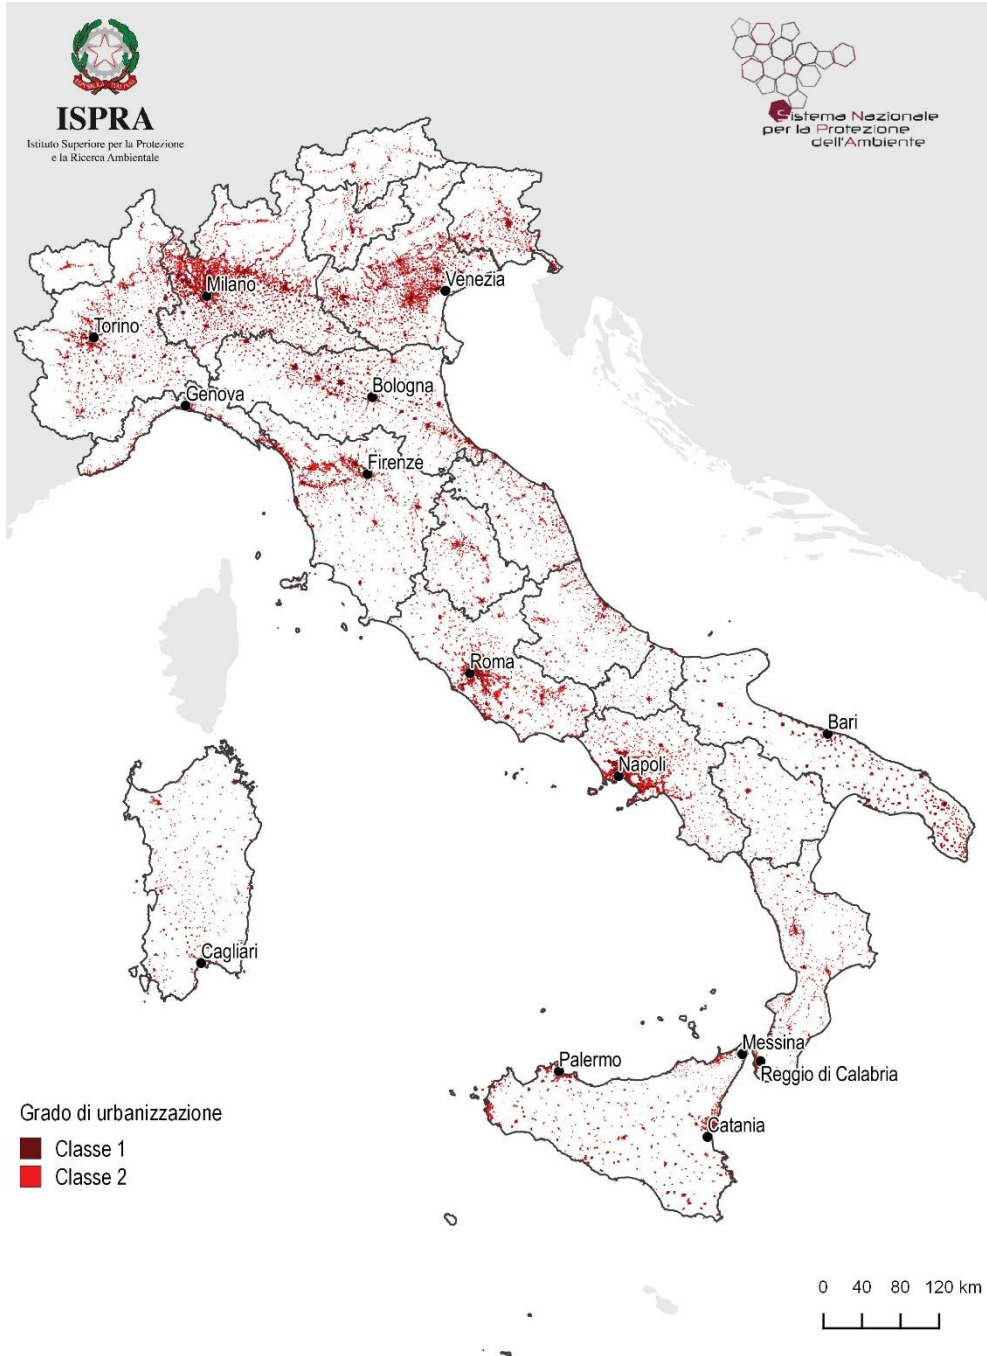 ISPRA
Istituto Superiore per la Protezione
e la Ricerca Ambientale
Sistema Nazionale
per la Protezione
dell'Ambiente
Milano
Venezia
Torino
Bologna
Genova
Firenze
Roma
Bari
Napoli
Cagliari
Messina
Palermo
Reggio di Calabria
Catania
Grado di urbanizzazione
Classe 1
Classe 2
0 40 80 120 km